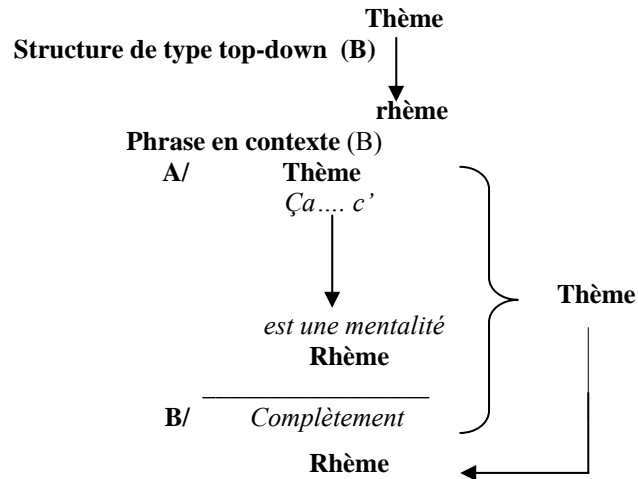 Thème
Structure de type top-down (B)
rhème
Phrase en contexte (B)
A/ Thème
Ça…. c’
Thème
est une mentalité
Rhème
B/ Complètement
Rhème